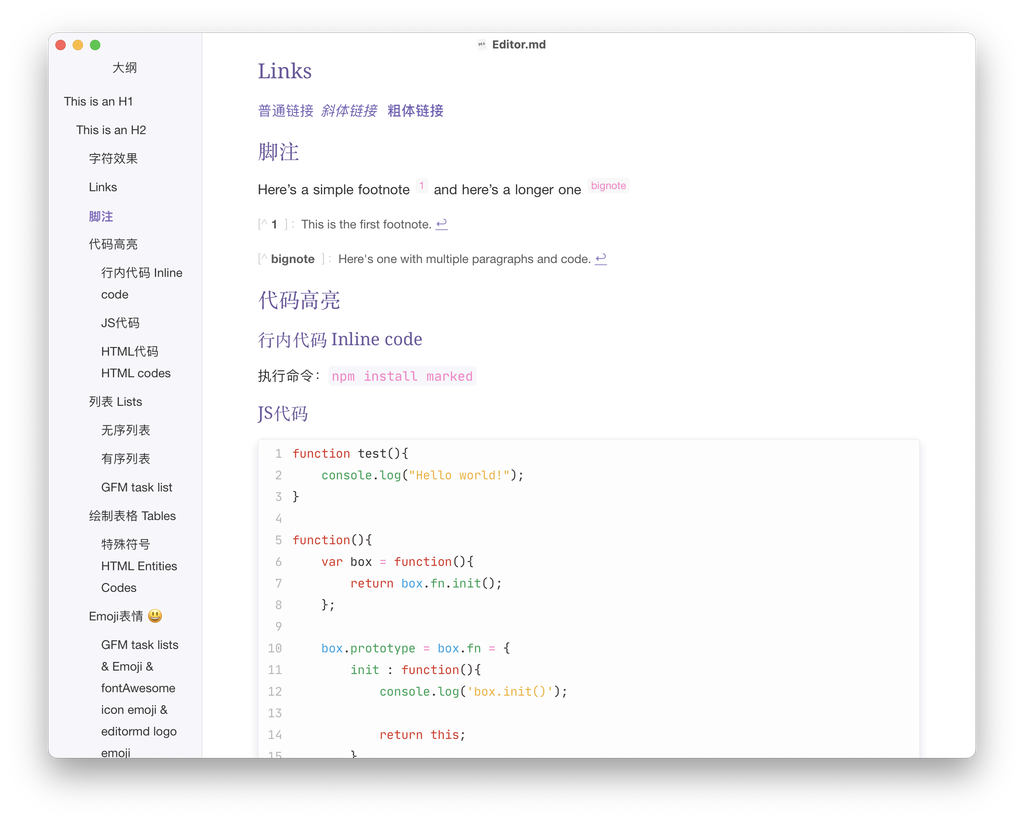 Editor.md
大纲
This is an H1
This is an H2
字符效果
Links
脚注
代码高亮
行内代码 Inline
code
JS代码
HTML代码
HTML codes
列表 Lists
无序列表
有序列表
GFM task list
绘制表格 Tables
特殊符号
HTML Entities
Codes
Emoji表情 😃
GFM task lists
& Emoji &
fontAwesome
icon emoji &
editormd logo
emoji
Links
普通链接 斜体链接 粗体链接
脚注
Here’s a simple footnote 1 and here’s a longer one bignote
[^ 1 ] : This is the first footnote. ↩
[^ bignote ] : Here's one with multiple paragraphs and code. ↩
代码高亮
行内代码 Inline code
执行命令： npm install marked
JS代码
1 function test(){
2     console.log("Hello world!");
3 }
4
5 function(){
6     var box = function(){
7         return box.fn.init();
8     };
9
10     box.prototype = box.fn = {
11         init : function(){
12             console.log('box.init()');
13
14             return this;
15         }